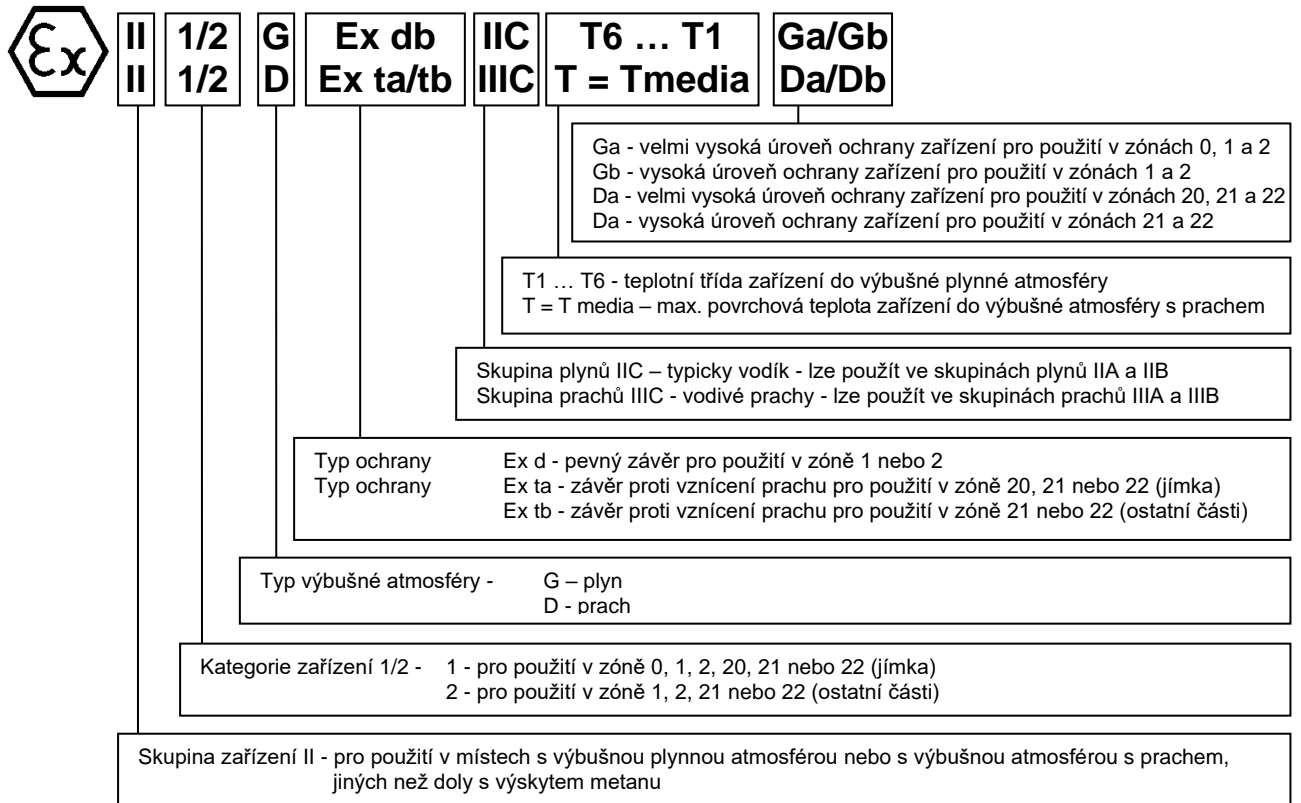 Ex II 1/2 G Ex db IIC T6 … T1 Ga/Gb
II 1/2 D Ex ta/tb IIIC T = Tmedia Da/Db
Ga - velmi vysoká úroveň ochrany zařízení pro použití v zónách 0, 1 a 2
Gb - vysoká úroveň ochrany zařízení pro použití v zónách 1 a 2
Da - velmi vysoká úroveň ochrany zařízení pro použití v zónách 20, 21 a 22
Da - vysoká úroveň ochrany zařízení pro použití v zónách 21 a 22
T1 … T6 - teplotní třída zařízení do výbušné plynné atmosféry
T = T media – max. povrchová teplota zařízení do výbušné atmosféry s prachem
Skupina plynů IIC – typicky vodík - lze použít ve skupinách plynů IIA a IIB
Skupina prachů IIIC - vodivé prachy - lze použít ve skupinách prachů IIIA a IIIB
Typ ochrany Ex d - pevný závěr pro použití v zóně 1 nebo 2
Typ ochrany Ex ta - závěr proti vznícení prachu pro použití v zóně 20, 21 nebo 22 (jímka)
Ex tb - závěr proti vznícení prachu pro použití v zóně 21 nebo 22 (ostatní části)
Typ výbušné atmosféry - G – plyn
D - prach
Kategorie zařízení 1/2 - 1 - pro použití v zóně 0, 1, 2, 20, 21 nebo 22 (jímka)
2 - pro použití v zóně 1, 2, 21 nebo 22 (ostatní části)
Skupina zařízení II - pro použití v místech s výbušnou plynnou atmosférou nebo s výbušnou atmosférou s prachem,
jiných než doly s výskytem metanu